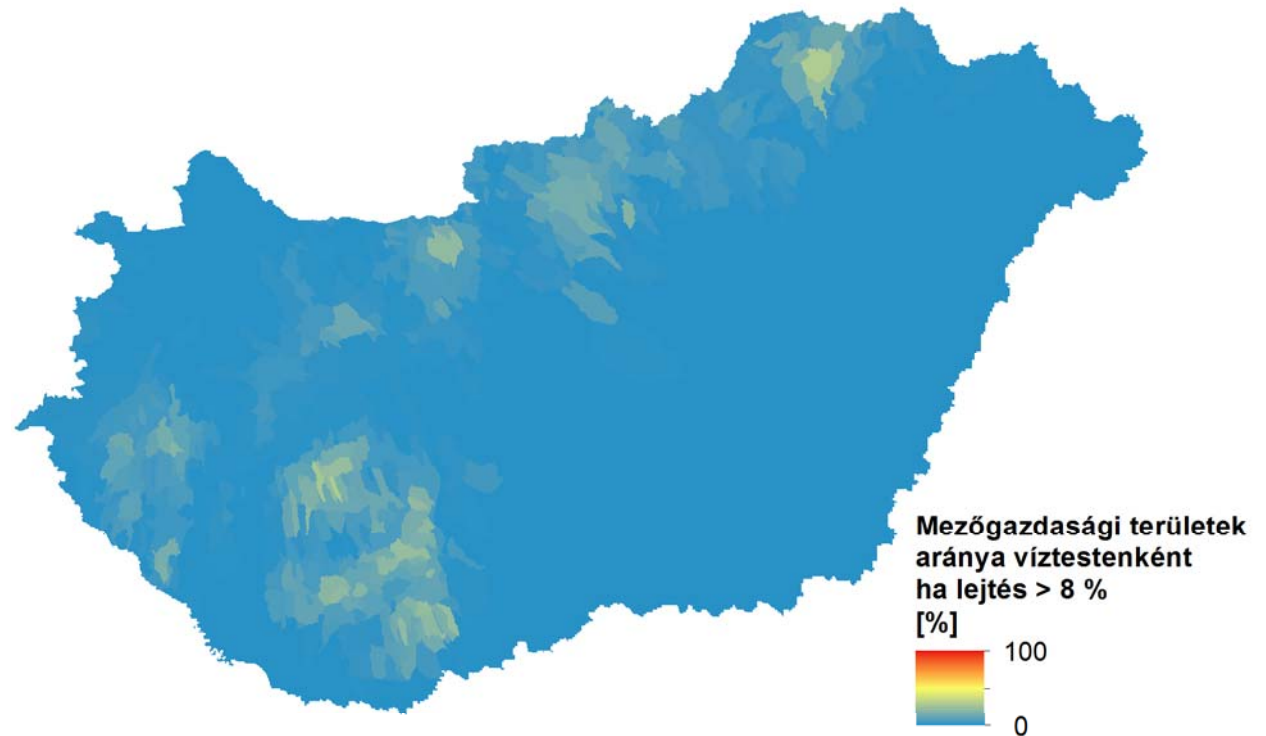 Mezőgazdasági területek
aránya víztestenként
ha lejtés > 8 %
[%]
100
0